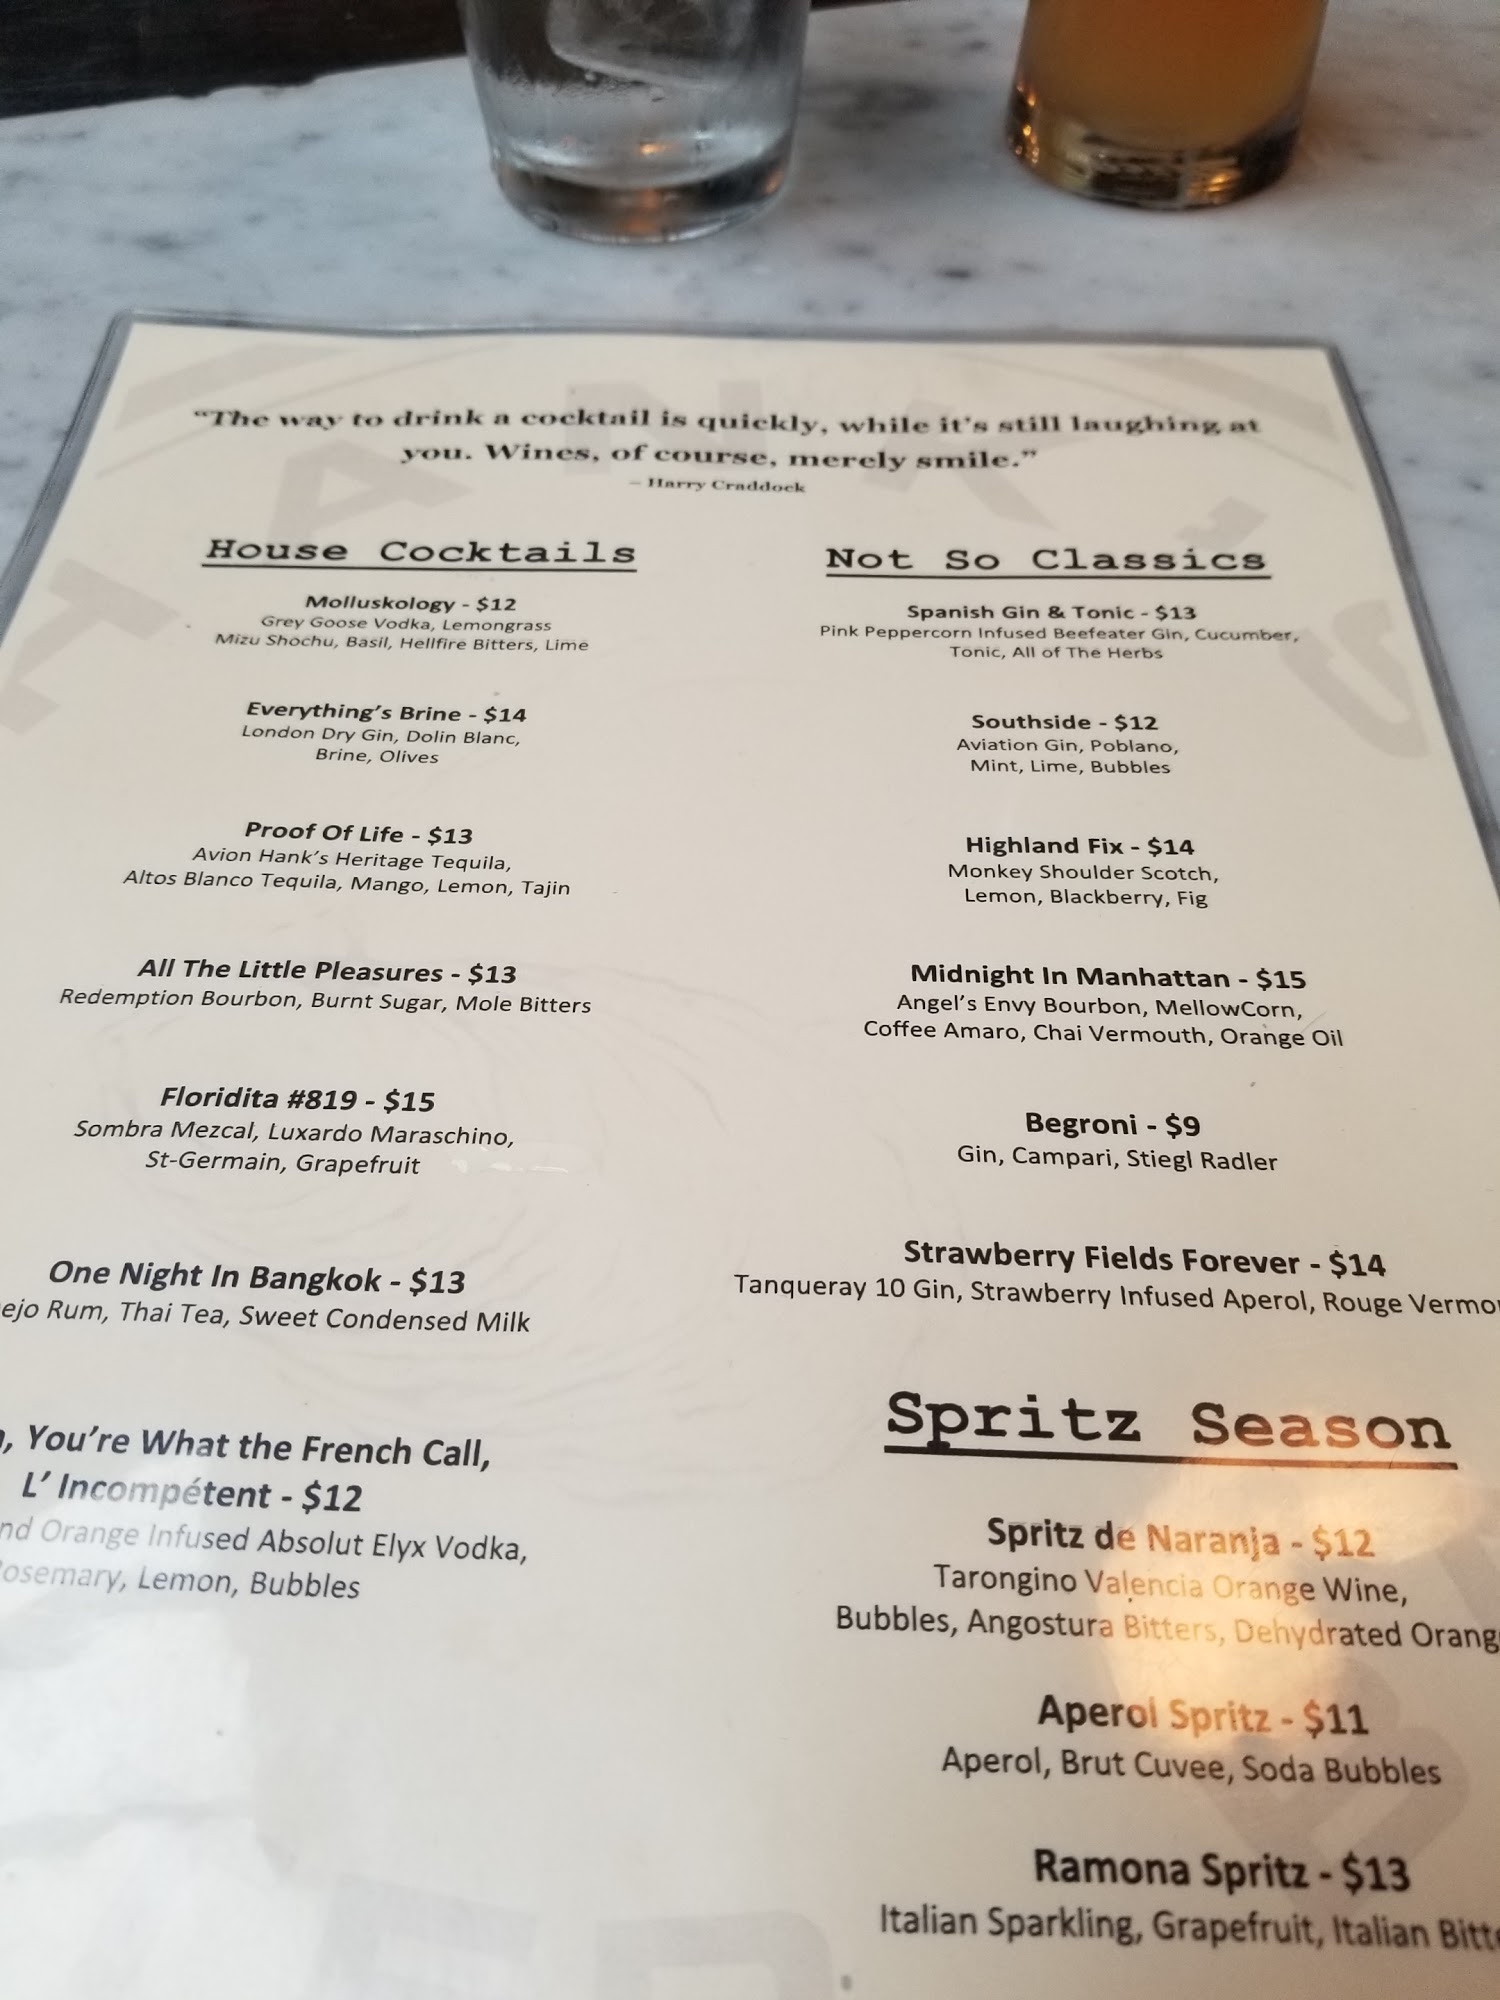 “The way to drink a cocktail is quickly, while it’s still laughing at
you. Wines, of course, merely smile.”
– Harry Craddock
House Cocktails
Molluskology - $12
Grey Goose Vodka, Lemongrass
Mizu Shochu, Basil, Hellfire Bitters, Lime
Everything’s Brine - $14
London Dry Gin, Dolin Blanc,
Brine, Olives
Proof Of Life - $13
Avion Hank’s Heritage Tequila,
Altos Blanco Tequila, Mango, Lemon, Tajin
All The Little Pleasures - $13
Redemption Bourbon, Burnt Sugar, Mole Bitters
Floridita #819 - $15
Sombra Mezcal, Luxardo Maraschino,
St-Germain, Grapefruit
One Night In Bangkok - $13
Rum, Thai Tea, Sweet Condensed Milk
You’re What the French Call,
L’ Incompétent - $12
Orange Infused Absolut Elyx Vodka,
Lemon, Bubbles
Not So Classics
Spanish Gin & Tonic - $13
Pink Peppercorn Infused Beefeater Gin, Cucumber,
Tonic, All of The Herbs
Southside - $12
Aviation Gin, Poblano,
Mint, Lime, Bubbles
Highland Fix - $14
Monkey Shoulder Scotch,
Lemon, Blackberry, Fig
Midnight In Manhattan - $15
Angel’s Envy Bourbon, MellowCorn,
Coffee Amaro, Chai Vermouth, Orange Oil
Begroni - $9
Gin, Campari, Stiegl Radler
Strawberry Fields Forever - $14
Tanqueray 10 Gin, Strawberry Infused Aperol, Rouge
Spritz Season
Spritz de Naranja - $12
Tarongino Valencia Orange Wine,
Bubbles, Angostura Bitters, Dehydrated
Aperol Spritz - $11
Aperol, Brut Cuvee, Soda Bubbles
Ramona Spritz - $13
Italian Sparkling, Grapefruit, Italian